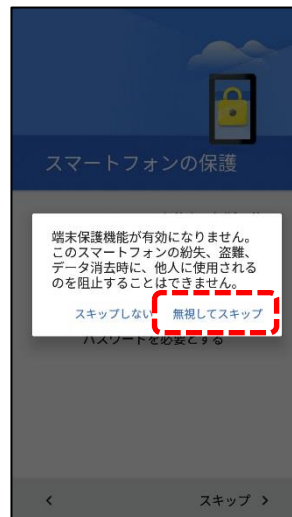 スマートフォンの保護
端末保護機能が有効になりません。
このスマートフォンの紛失、盗難、
データ消去時に、他人に使用される
のを阻止することはできません。
スキップしない 無視してスキップ
パスワードを必要とする
< スキップ >